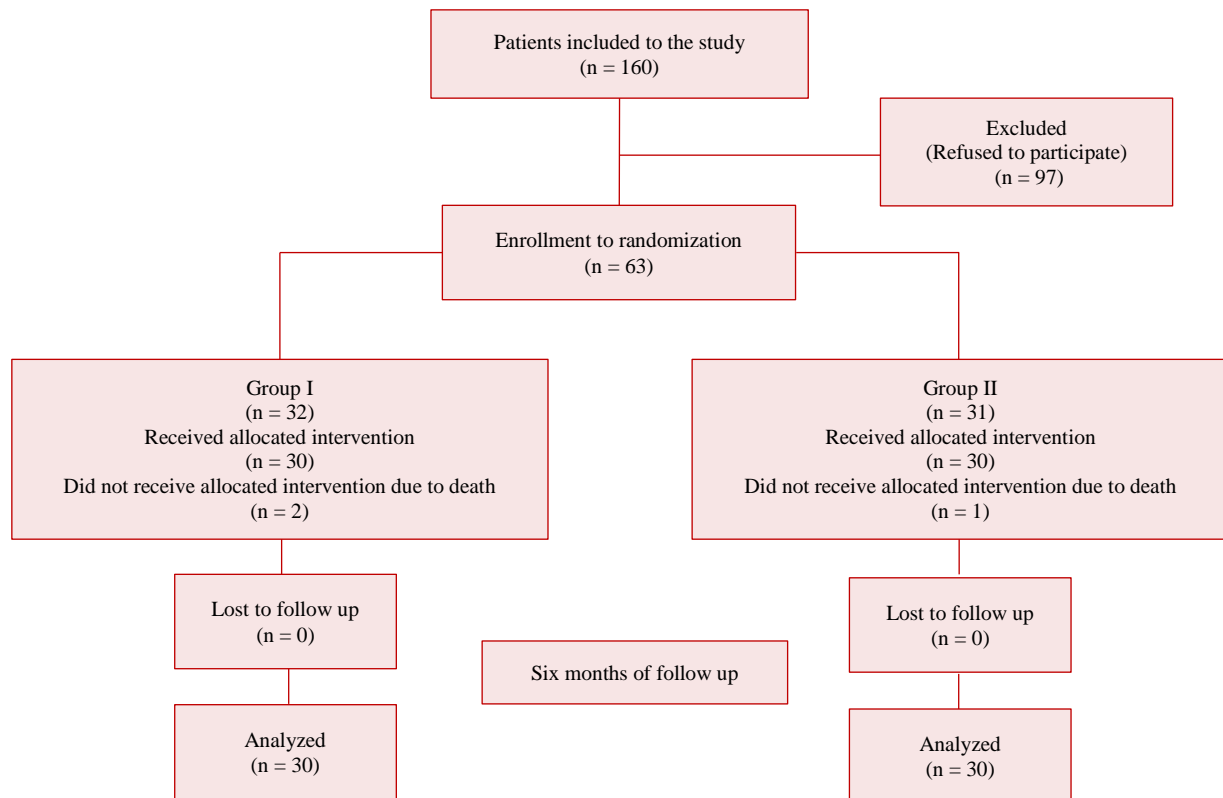 Patients included to the study
(n = 160)
Excluded
(Refused to participate)
(n = 97)
Enrollment to randomization
(n = 63)
Group I
(n = 32)
Received allocated intervention
(n = 30)
Did not receive allocated intervention due to death
(n = 2)
Group II
(n = 31)
Received allocated intervention
(n = 30)
Did not receive allocated intervention due to death
(n = 1)
Lost to follow up
(n = 0)
Lost to follow up
(n = 0)
Six months of follow up
Analyzed
(n = 30)
Analyzed
(n = 30)